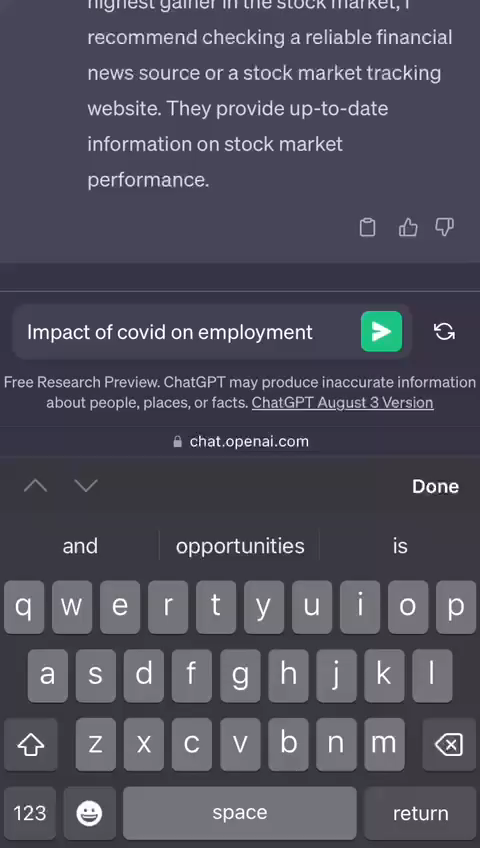 highest gainer in the stock market, I
recommend checking a reliable financial
news source or a stock market tracking
website. They provide up-to-date
information on stock market
performance.
Impact of covid on employment
Free Research Preview. ChatGPT may produce inaccurate information
about people, places, or facts. ChatGPT August 3 Version
chat.openai.com
Done
and opportunities is
q w e r t y u i o p
a s d f g h j k l
z x c v b n m
123 space return